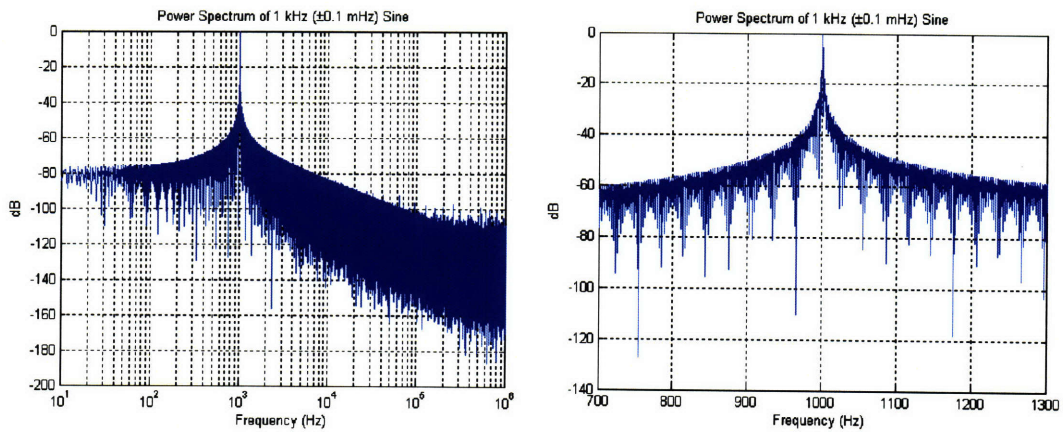 Power Spectrum of 1 kHz (±0.1 mHz) Sine
0
-20
-40
-60
-80
-100
-120
-140
-160
-180
-200
dB
10^1 10^2 10^3 10^4 10^5 10^6
Frequency (Hz)
Power Spectrum of 1 kHz (±0.1 mHz) Sine
0
-20
-40
-60
-80
-100
-120
-140
dB
700 800 900 1000 1100 1200 1300
Frequency (Hz)